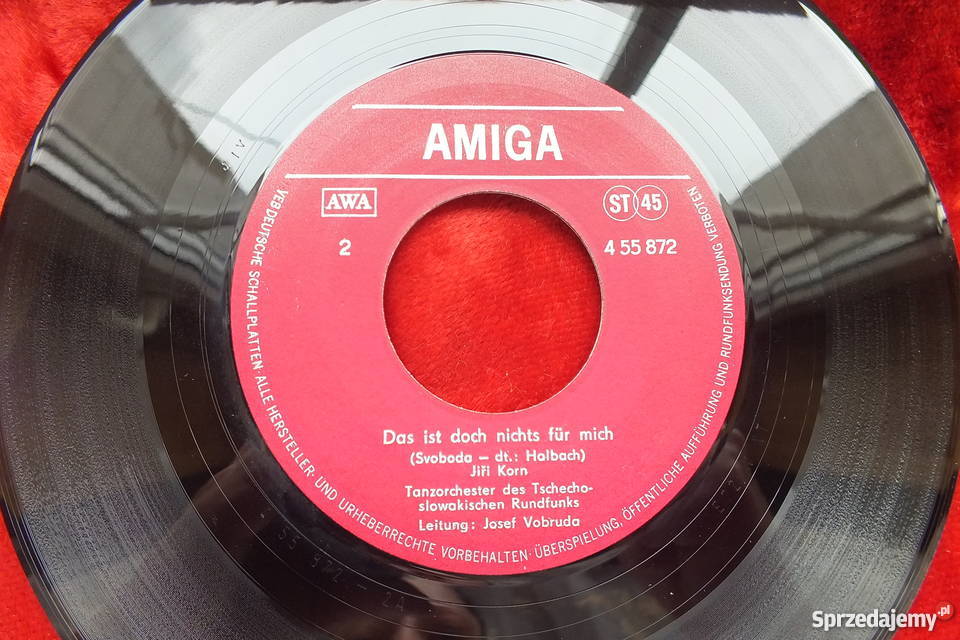 AMIGA
AWA
ST 45
2
4 55 872
Das ist doch nichts für mich
(Svoboda – dt.: Halbach)
Jiří Korn
Tanzorchester des Tschecho-
slowakischen Rundfunks
Leitung: Josef Vobruda
VEB DEUTSCHE SCHALLPLATTEN · ALLE HERSTELLER- UND URHEBERRECHTE VORBEHALTEN · ÜBERSPIELUNG, ÖFFENTLICHE AUFFÜHRUNG UND RUNDFUNKSENDUNG VERBOTEN
Sprzedajemy.pl